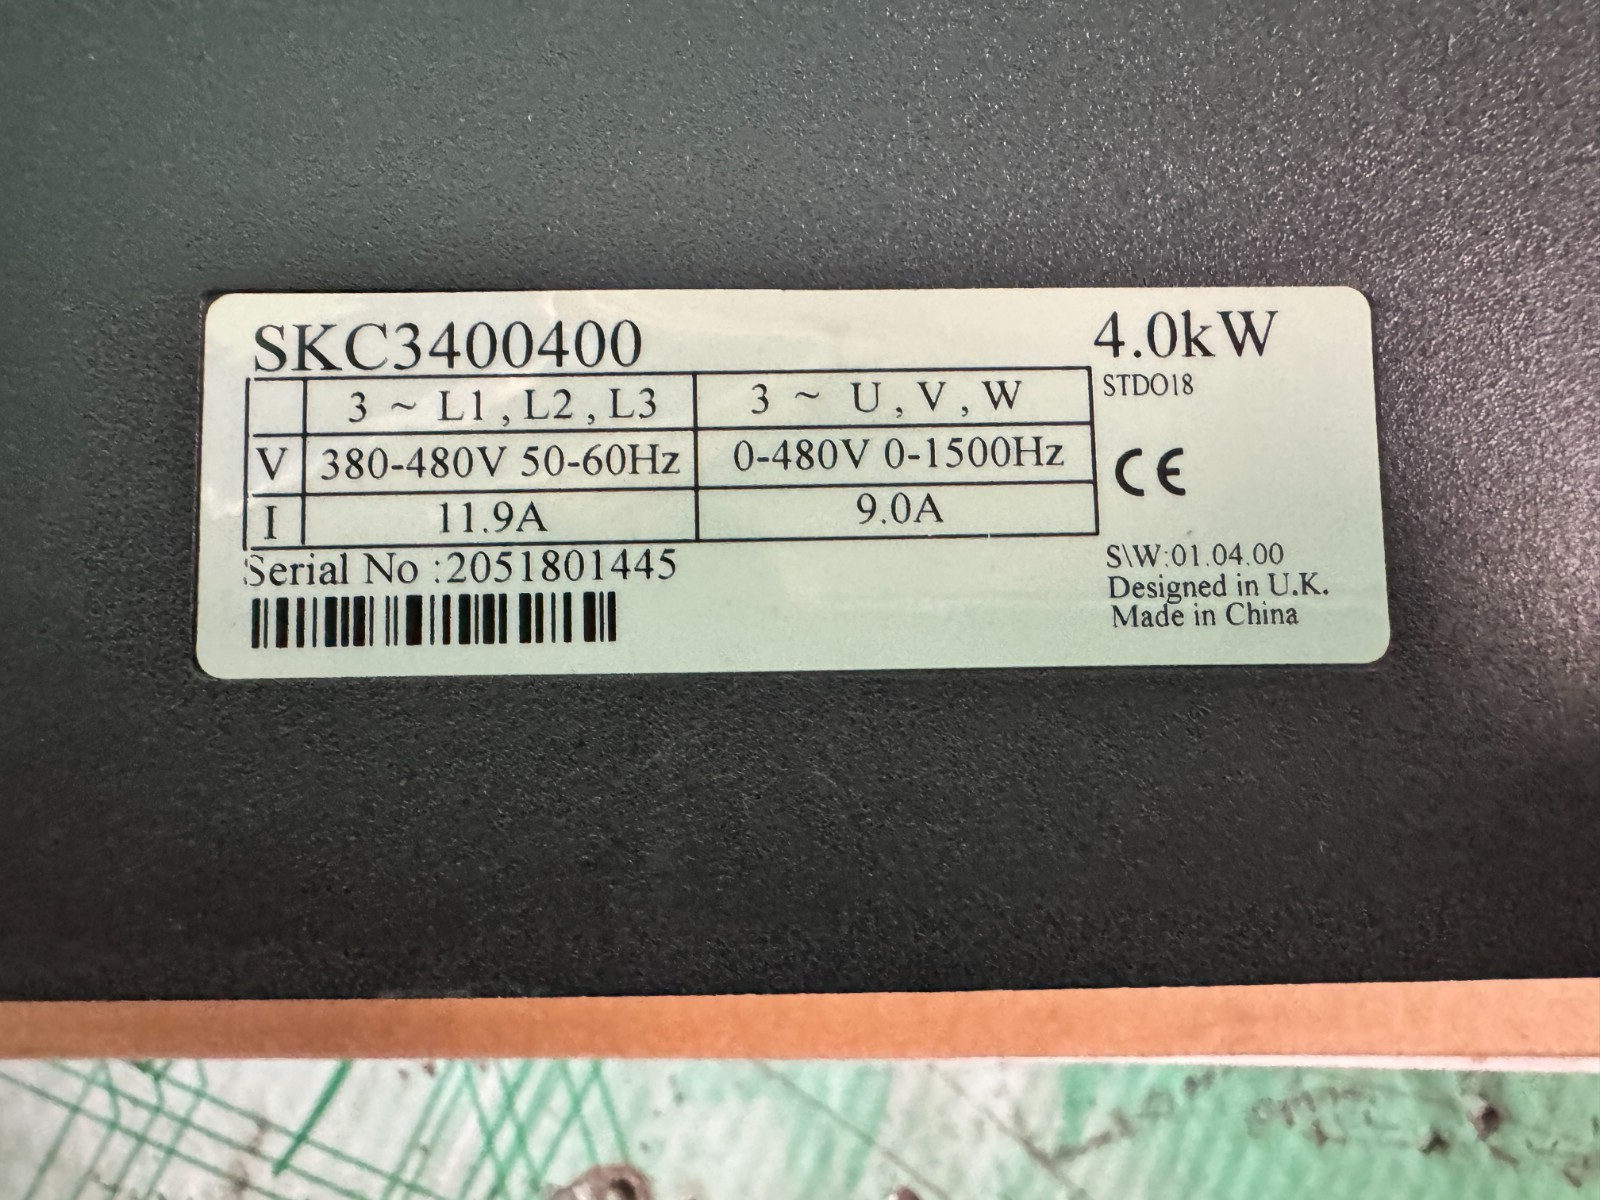 SKC3400400 4.0kW
STDO18
3 ~ L1 , L2 , L3 3 ~ U , V , W
V 380-480V 50-60Hz 0-480V 0-1500Hz
CE
I 11.9A 9.0A
Serial No :2051801445
S\W:01.04.00
Designed in U.K.
Made in China